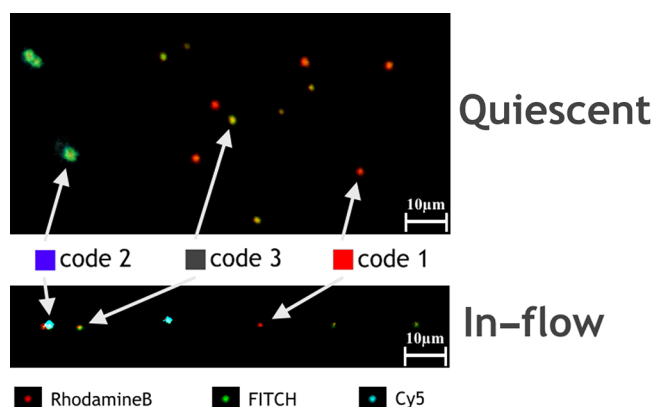 Quiescent
10μm
code 2
code 3
code 1
In-flow
10μm
RhodamineB
FITCH
Cy5